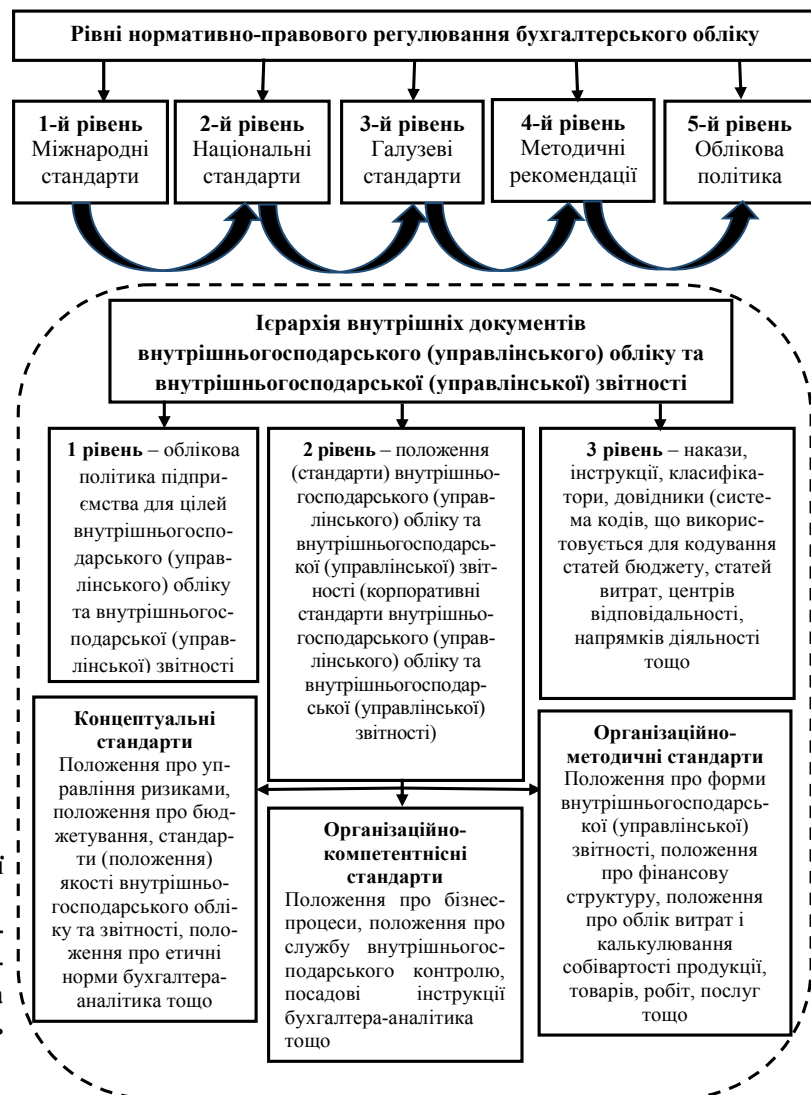 Рівні нормативно-правового регулювання бухгалтерського обліку
1-й рівень
Міжнародні
стандарти
2-й рівень
Національні
стандарти
3-й рівень
Галузеві
стандарти
4-й рівень
Методичні
рекомендації
5-й рівень
Облікова
політика
Ієрархія внутрішніх документів
внутрішньогосподарського (управлінського) обліку та
внутрішньогосподарської (управлінської) звітності
1 рівень – облікова
політика підпри-
ємства для цілей
внутрішньогоспо-
дарського (управ-
лінського) обліку
та внутрішньогос-
подарської (управ-
лінської) звітності
2 рівень – положення
(стандарти) внутрішньо-
господарського (управ-
лінського) обліку та
внутрішньогосподарсь-
кої (управлінської) звіт-
ності (корпоративні
стандарти внутрішньо-
господарського (управ-
лінського) обліку та
внутрішньогосподар-
ської (управлінської)
звітності)
3 рівень – накази,
інструкції, класифіка-
тори, довідники (систе-
ма кодів, що викорис-
товується для кодування
статей бюджету, статей
витрат, центрів
відповідальності,
напрямків діяльності
тощо
Концептуальні
стандарти
Положення про уп-
равління ризиками,
положення про бюд-
жетування, стандар-
ти (положення)
якості внутрішньо-
господарського облі-
ку та звітності, поло-
ження про етичні
норми бухгалтера-
аналітика тощо
Організаційно-
компетентнісні
стандарти
Положення про бізнес-
процеси, положення про
службу внутрішньогос-
подарського контролю,
посадові інструкції
бухгалтера-аналітика
тощо
Організаційно-
методичні стандарти
Положення про форми
внутрішньогосподарсь-
кої (управлінської)
звітності, положення
про фінансову
структуру, положення
про облік витрат і
калькулювання
собівартості продукції,
товарів, робіт, послуг
тощо